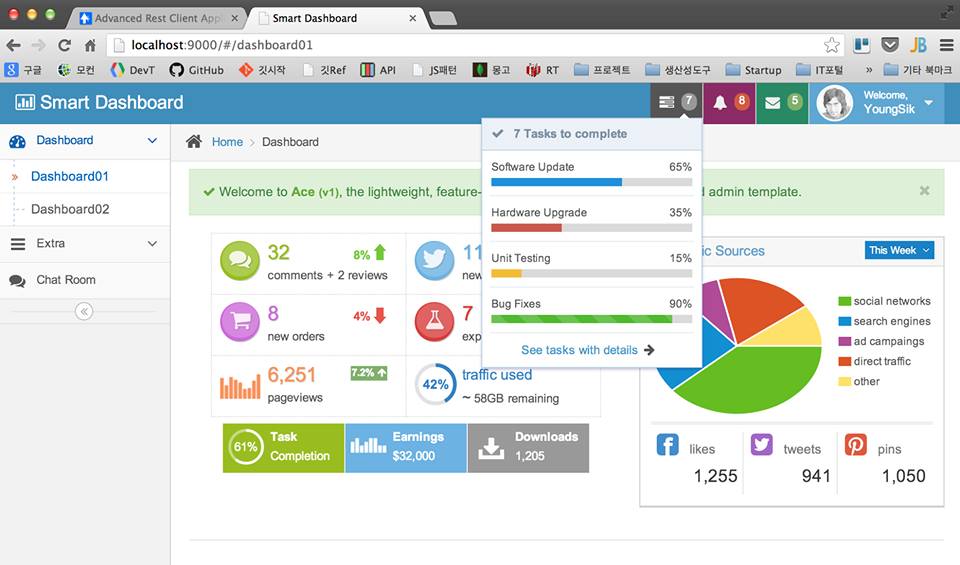 Advanced Rest Client Appli
Smart Dashboard
localhost:9000/#/dashboard01
구글 모컨 DevT GitHub 깃시작 깃Ref API JS패턴 몽고 RT 프로젝트 생산성도구 Startup IT포털 » 기타 북마크
Smart Dashboard
7 8 5 Welcome,
YoungSik
Dashboard
Dashboard01
Dashboard02
Extra
Chat Room
Home > Dashboard
7 Tasks to complete
Software Update 65%
Hardware Upgrade 35%
Unit Testing 15%
Bug Fixes 90%
See tasks with details
Welcome to Ace (v1), the lightweight, feature-
admin template.
32 8%
comments + 2 reviews
11
new
8 4%
new orders
7
exp
6,251 7.2%
pageviews
42% traffic used
~ 58GB remaining
61% Task
Completion
Earnings
$32,000
Downloads
1,205
Sources This Week
social networks
search engines
ad campaings
direct traffic
other
likes
1,255
tweets
941
pins
1,050